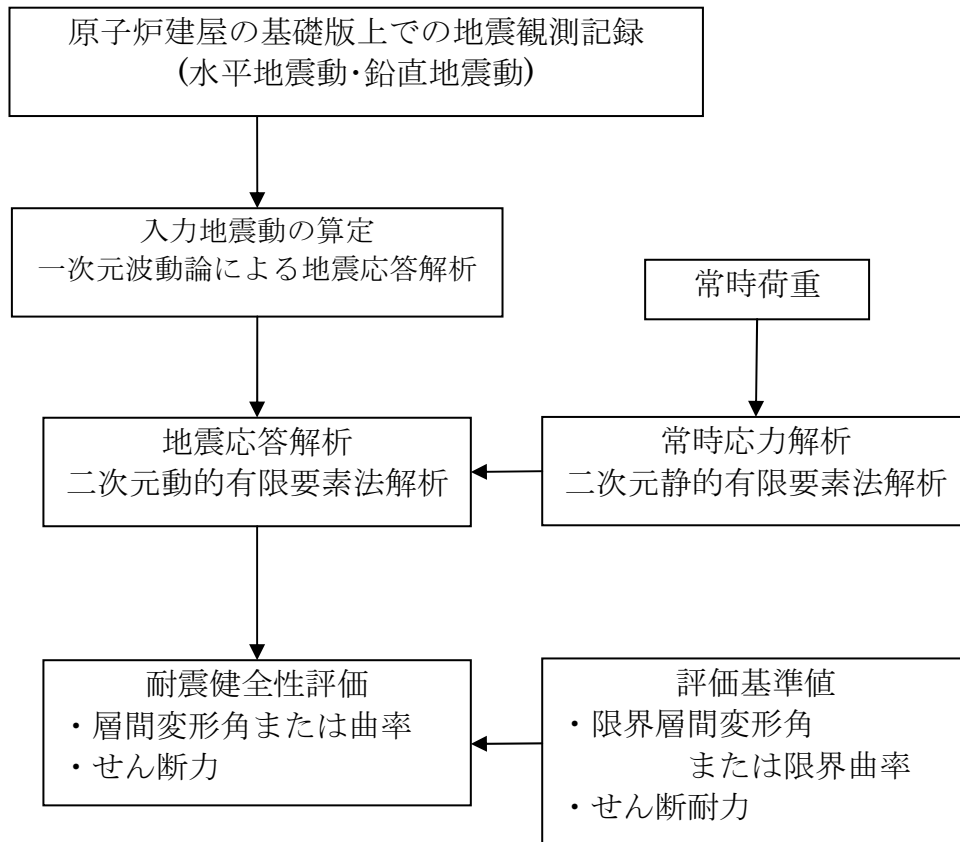 原子炉建屋の基礎版上での地震観測記録
(水平地震動･鉛直地震動)
入力地震動の算定
一次元波動論による地震応答解析
常時荷重
地震応答解析
二次元動的有限要素法解析
常時応力解析
二次元静的有限要素法解析
耐震健全性評価
・層間変形角または曲率
・せん断力
評価基準値
・限界層間変形角
または限界曲率
・せん断耐力